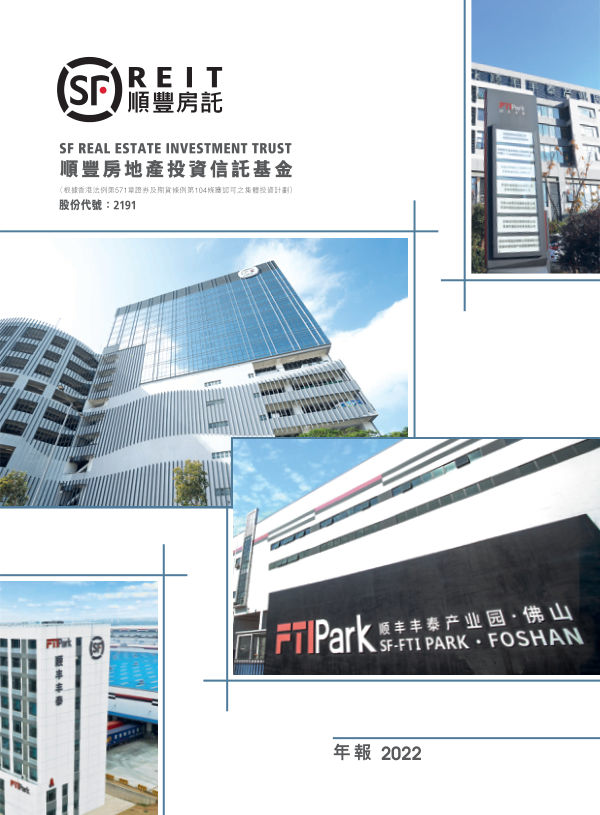 SF REIT
順豐房託
SF REAL ESTATE INVESTMENT TRUST
順豐房地產投資信託基金
(根據香港法例第571章證券及期貨條例第104條獲認可之集體投資計劃)
股份代號：2191
FTIPark
SF
FTIPark 顺丰丰泰产业园·佛山
SF-FTI PARK·FOSHAN
FTIPark
SF
顺丰丰泰
FTIPark
A
年報 2022